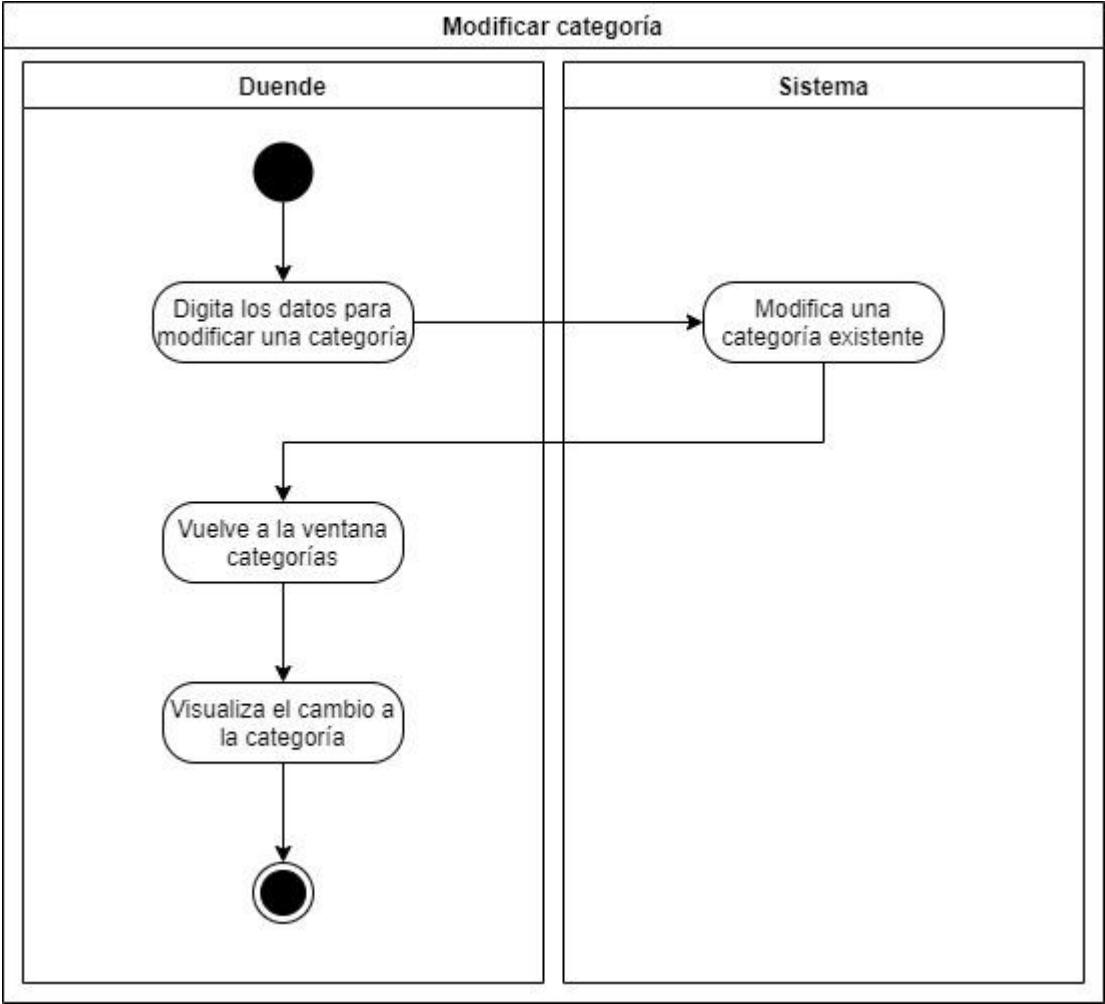 Modificar categoría
Duende
Sistema
Digita los datos para
modificar una categoría
Modifica una
categoría existente
Vuelve a la ventana
categorías
Visualiza el cambio a
la categoría